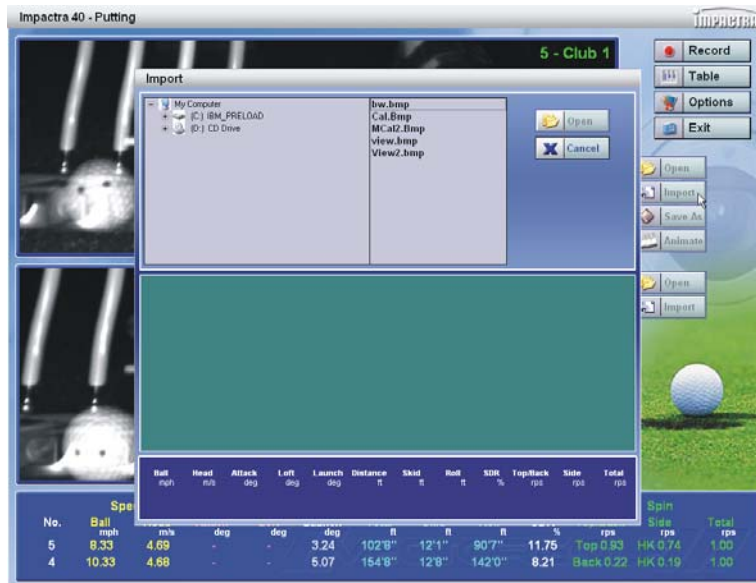 Impactra 40 - Putting
IMPACTRA
5 - Club 1
Record
Table
Options
Exit
Import
My Computer
(C:) IBM_PRELOAD
(D:) CD Drive
bw.bmp
Cal.Bmp
MCal2.Bmp
view.bmp
View2.bmp
Open
Cancel
Open
Import
Save As
Animate
Open
Import
Ball Head Attack Loft Launch Distance Skid Roll SDR Top/Back Side Total
mph m/s deg deg deg ft ft ft % rps rps rps
Spin
No. Ball Side Total
mph m/s deg deg deg ft ft ft % rps rps rps
5 8.33 4.69 - - 3.24 102'8" 12'1" 90'7" 11.75 Top 0.93 HK 0.74 1.00
4 10.33 4.68 - - 5.07 154'8" 12'8" 142'0" 8.21 Back 0.22 HK 0.19 1.00